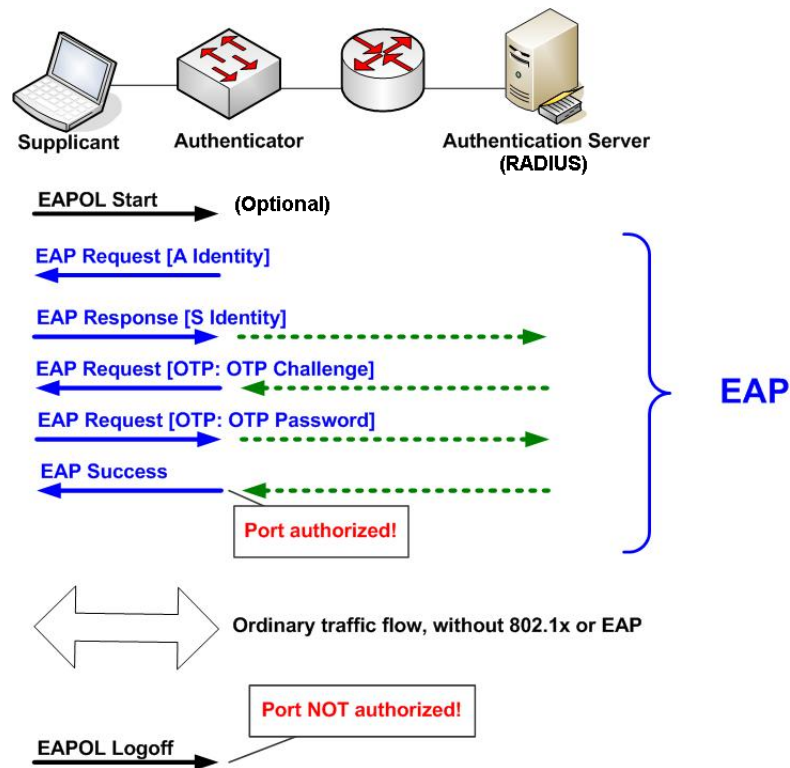 Supplicant
Authenticator
Authentication Server
(RADIUS)
EAPOL Start
(Optional)
EAP Request [A Identity]
EAP Response [S Identity]
EAP Request [OTP: OTP Challenge]
EAP
EAP Request [OTP: OTP Password]
EAP Success
Port authorized!
Ordinary traffic flow, without 802.1x or EAP
Port NOT authorized!
EAPOL Logoff